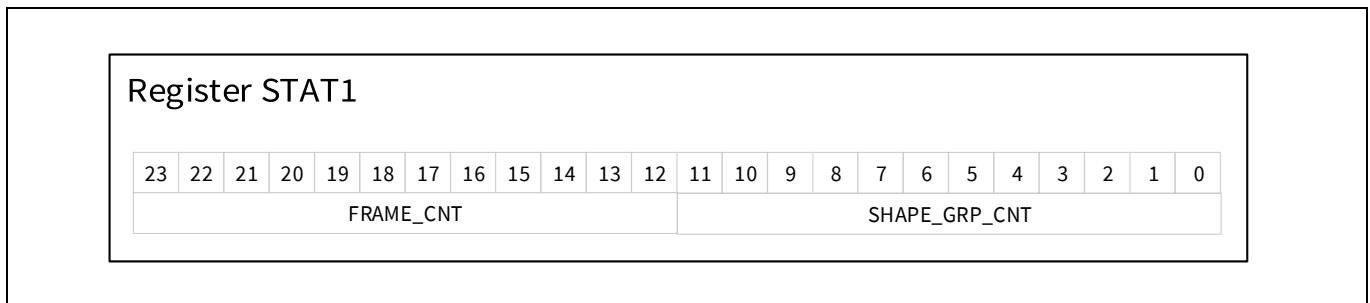 Register STAT1
23 22 21 20 19 18 17 16 15 14 13 12 11 10 9 8 7 6 5 4 3 2 1 0
FRAME_CNT SHAPE_GRP_CNT